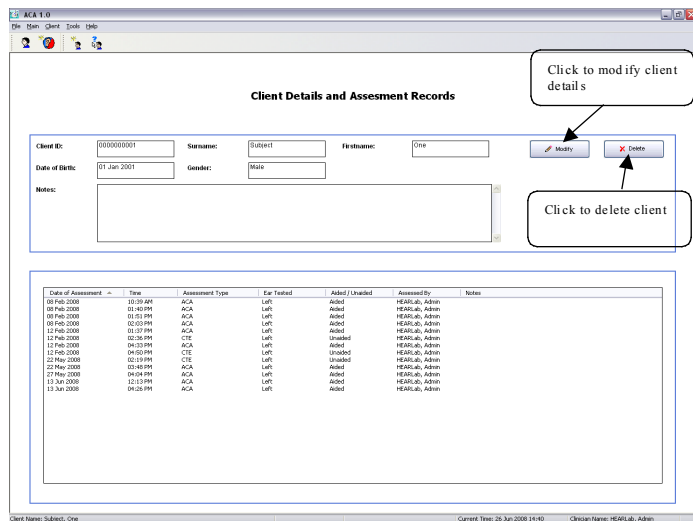 ACA 1.0
File Main Client Tools Help
Click to modify client
details
Client Details and Assesment Records
Client ID: 0000000001 Surname: Subject Firstname: One Modify Delete
Date of Birth: 01 Jan 2001 Gender: Male
Notes:
Click to delete client
Date of Assessment Time Assessment Type Ear Tested Aided / Unaided Assessed By Notes
08 Feb 2008 10:39 AM ACA Left Aided HEARLab, Admin
08 Feb 2008 01:40 PM ACA Left Aided HEARLab, Admin
08 Feb 2008 01:51 PM ACA Left Aided HEARLab, Admin
08 Feb 2008 02:03 PM ACA Left Aided HEARLab, Admin
12 Feb 2008 01:37 PM ACA Left Aided HEARLab, Admin
12 Feb 2008 02:36 PM CTE Left Unaided HEARLab, Admin
12 Feb 2008 04:33 PM ACA Left Aided HEARLab, Admin
12 Feb 2008 04:50 PM CTE Left Unaided HEARLab, Admin
22 May 2008 02:19 PM CTE Left Unaided HEARLab, Admin
22 May 2008 03:48 PM ACA Left Aided HEARLab, Admin
27 May 2008 04:04 PM ACA Left Aided HEARLab, Admin
13 Jun 2008 12:13 PM ACA Left Aided HEARLab, Admin
13 Jun 2008 04:26 PM ACA Left Aided HEARLab, Admin
Client Name: Subject, One Current Time: 26 Jun 2008 14:40 Clinician Name: HEARLab, Admin